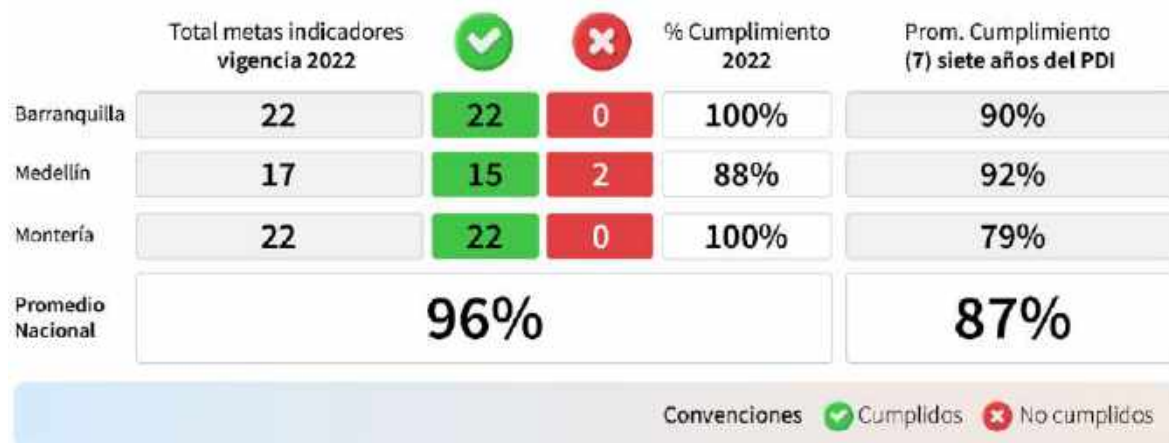 Total metas indicadores
vigencia 2022
% Cumplimiento
2022
Prom. Cumplimiento
(7) siete años del PDI
Barranquilla 22 22 0 100% 90%
Medellín 17 15 2 88% 92%
Montería 22 22 0 100% 79%
Promedio
Nacional
96% 87%
Convenciones Cumplidos No cumplidos